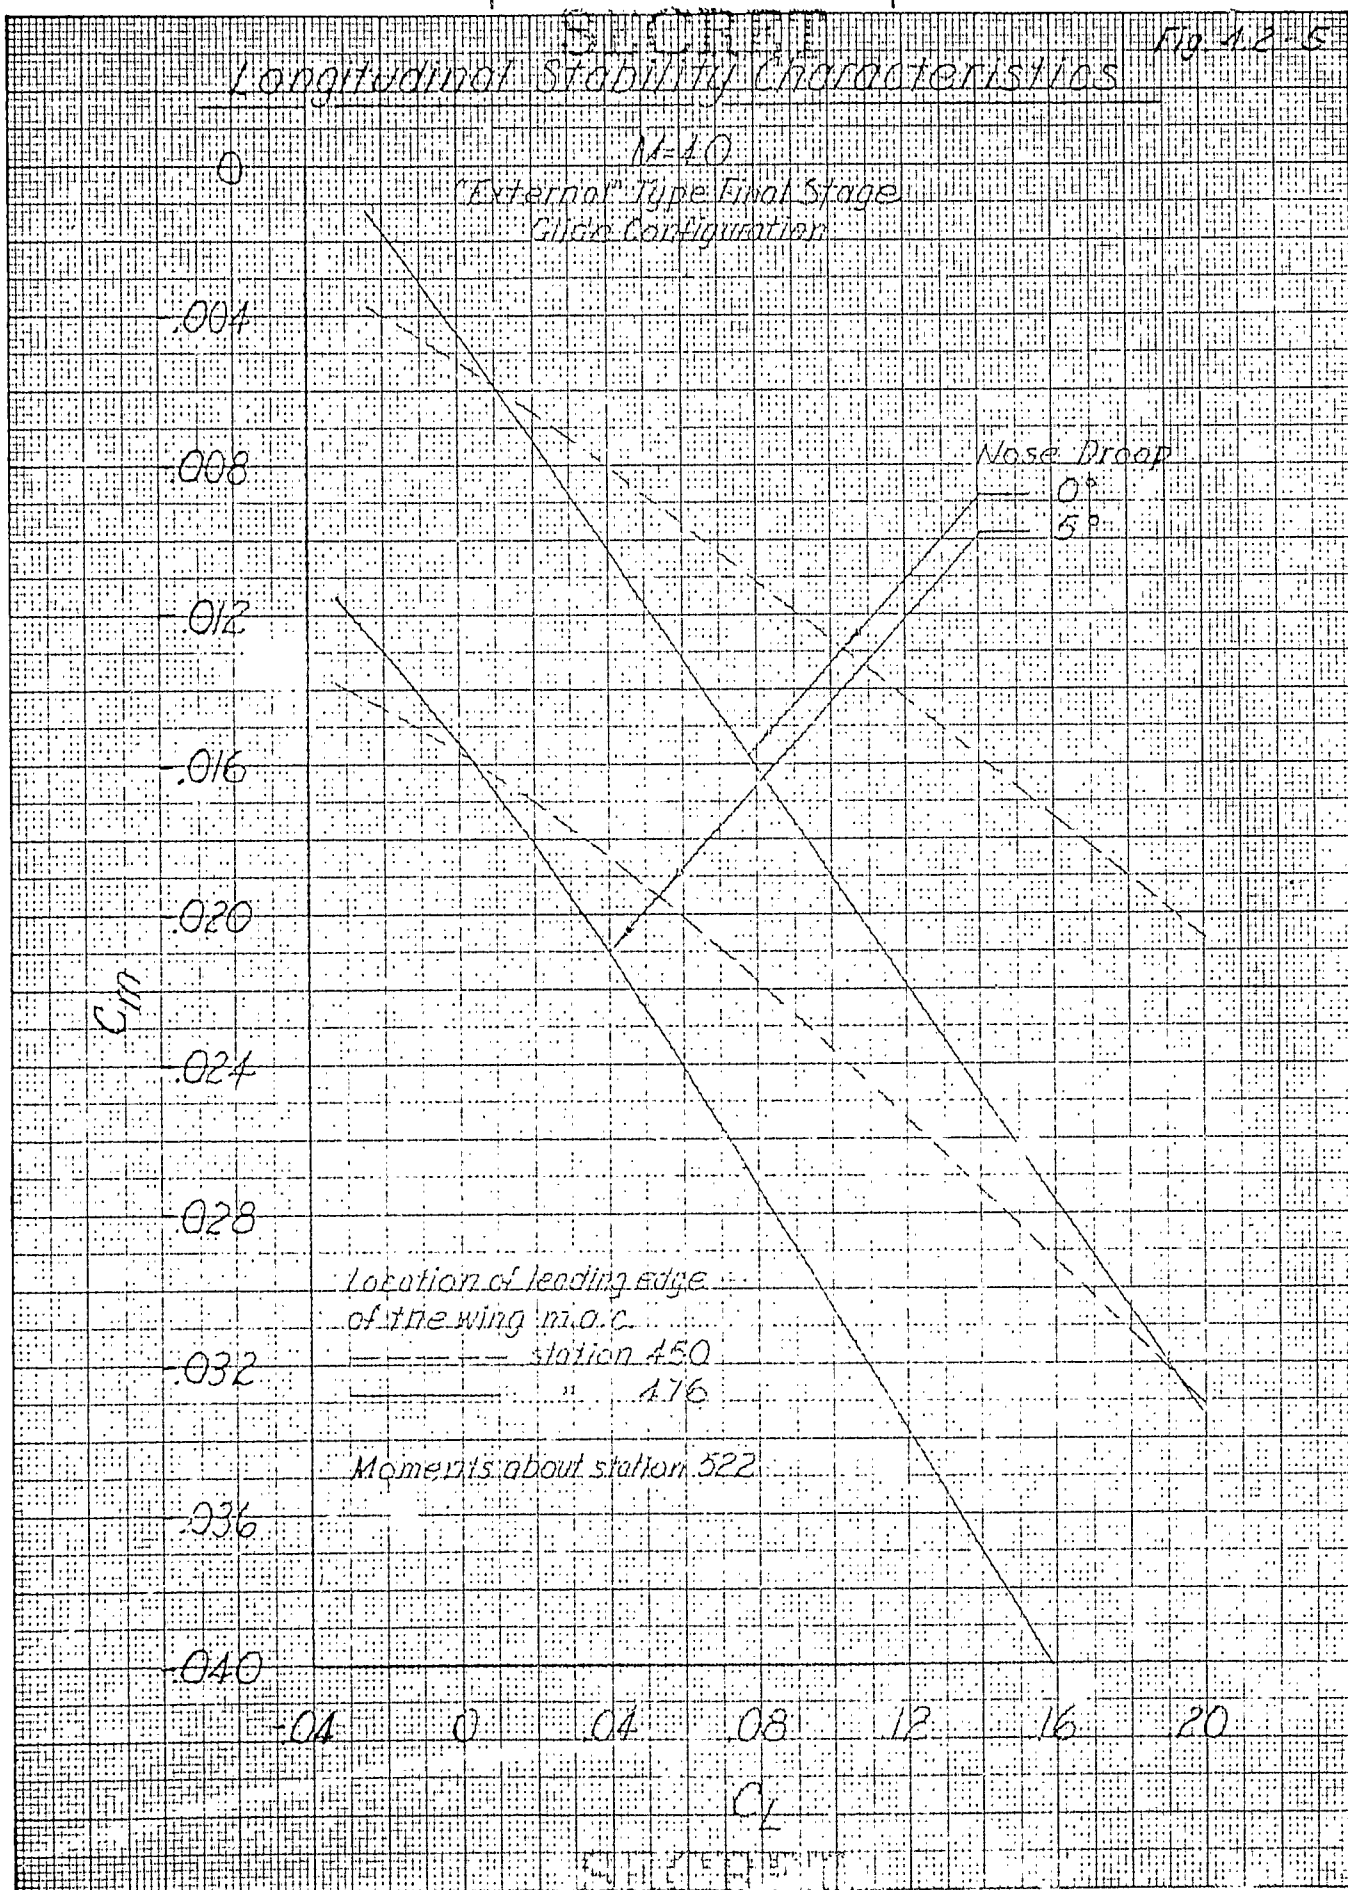 SECRET
Fig. 4.2-5
Longitudinal Stability Characteristics
M=4.0
"External" Type Final Stage
Glide Configuration
0
-.004
-.008
-.012
-.016
-.020
-.024
-.028
-.032
-.036
-.040
Cm
Nose Droop
0°
5°
Location of leading edge
of the wing m.a.c.
station 450
" 476
Moments about station 522
-.04 0 .04 .08 .12 .16 .20
CL
SECRET